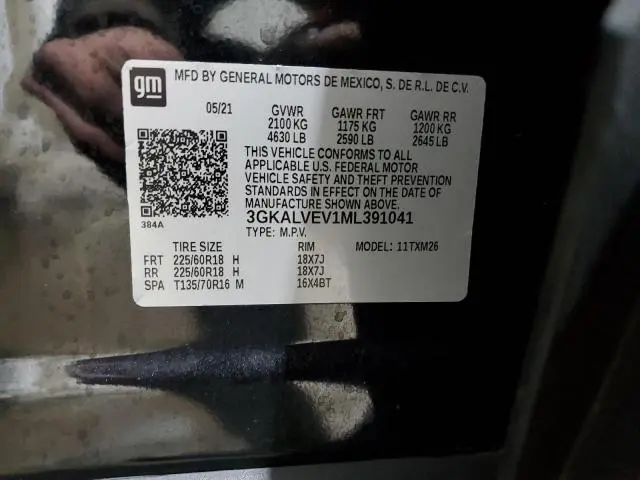 gm MFD BY GENERAL MOTORS DE MEXICO, S. DE R.L. DE C.V.
05/21 GVWR GAWR FRT GAWR RR
2100 KG 1175 KG 1200 KG
4630 LB 2590 LB 2645 LB
THIS VEHICLE CONFORMS TO ALL
APPLICABLE U.S. FEDERAL MOTOR
VEHICLE SAFETY AND THEFT PREVENTION
STANDARDS IN EFFECT ON THE DATE OF
MANUFACTURE SHOWN ABOVE.
384A 3GKALVEV1ML391041
TYPE: M.P.V.
TIRE SIZE RIM MODEL: 11TXM26
FRT 225/60R18 H 18X7J
RR 225/60R18 H 18X7J
SPA T135/70R16 M 16X4BT